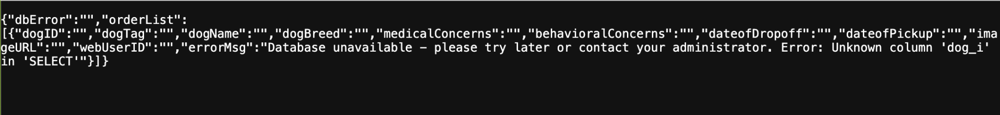 {"dbError":"","orderList":
[{"dogID":"","dogTag":"","dogName":"","dogBreed":"","medicalConcerns":"","behavioralConcerns":"","dateofDropoff":"","dateofPickup":"","ima
geURL":"","webUserID":"","errorMsg":"Database unavailable – please try later or contact your administrator. Error: Unknown column 'dog_i'
in 'SELECT'"}]}